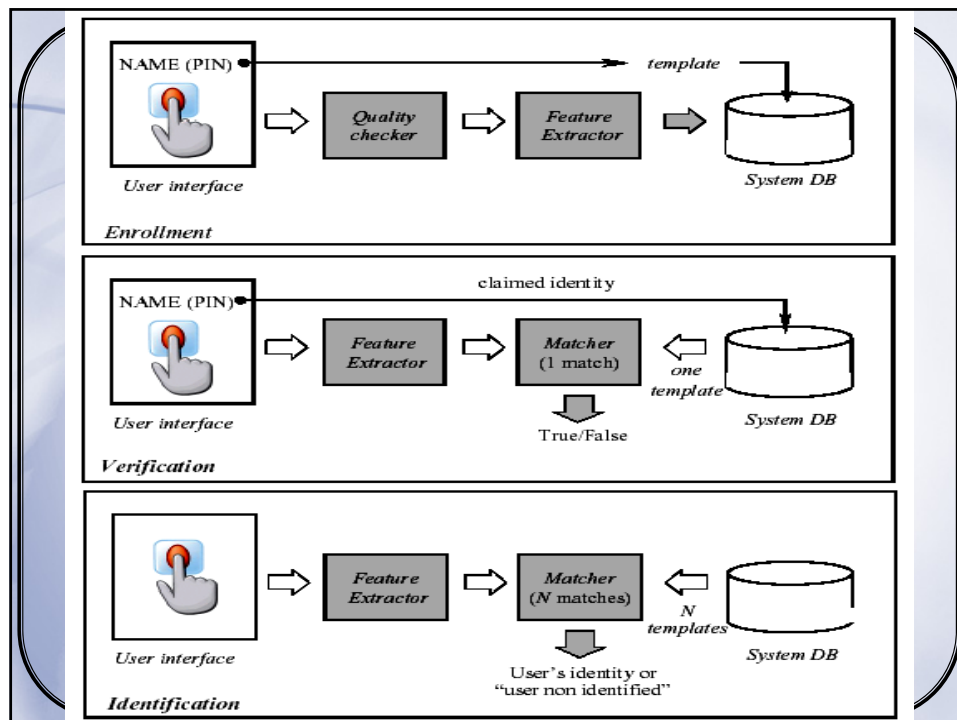 NAME (PIN)
template
Quality
checker
Feature
Extractor
User interface
System DB
Enrollment
claimed identity
NAME (PIN)
Feature
Extractor
Matcher
(1 match)
one
template
User interface
True/False
System DB
Verification
Feature
Extractor
Matcher
(N matches)
N
templates
User interface
System DB
User's identity or
“user non identified”
Identification